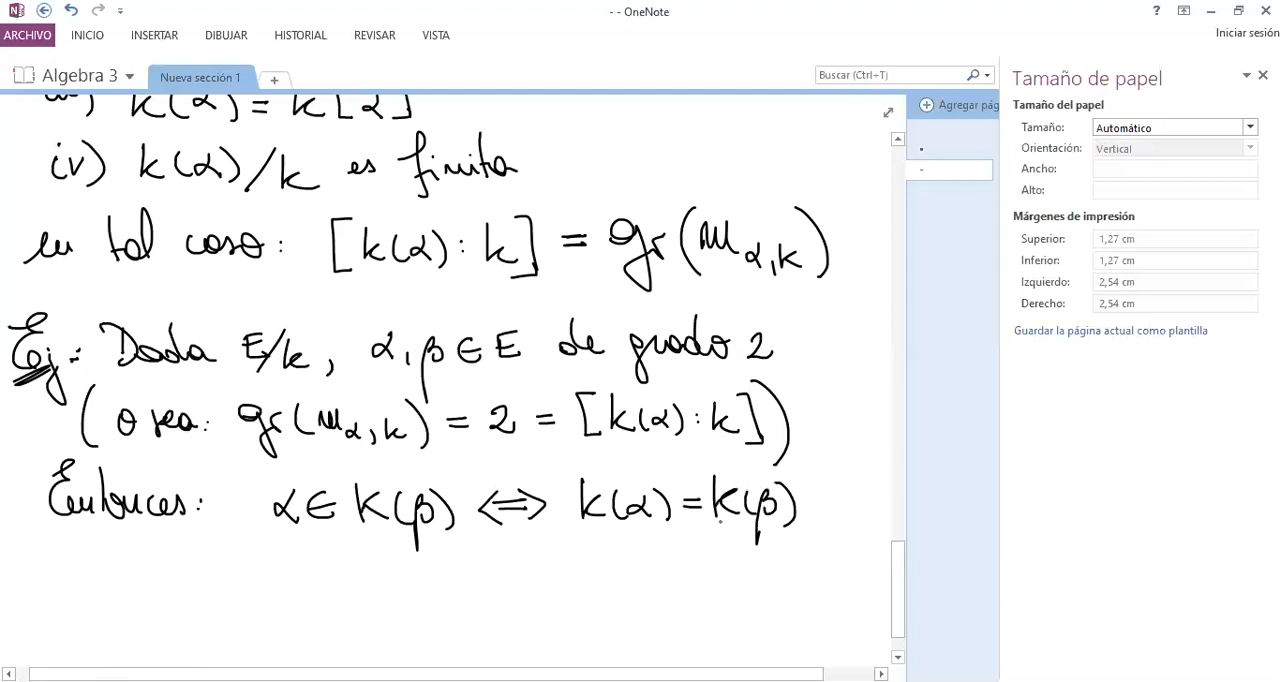 - - OneNote
?
Iniciar sesión
ARCHIVO INICIO INSERTAR DIBUJAR HISTORIAL REVISAR VISTA
Algebra 3
Nueva sección 1
+
Buscar (Ctrl+T)
Agregar pág
k(α) = k[α]
iv) k(α)/k es finita
en tal caso: [k(α) : k] = gr(m_{α,k})
Ej: Dada E/k, α, β ∈ E de grado 2
(o sea: gr(m_{α,k}) = 2 = [k(α) : k])
Entonces: α ∈ k(β) ⟺ k(α) = k(β)
Tamaño de papel
Tamaño del papel
Tamaño: Automático
Orientación: Vertical
Ancho:
Alto:
Márgenes de impresión
Superior: 1,27 cm
Inferior: 1,27 cm
Izquierdo: 2,54 cm
Derecho: 2,54 cm
Guardar la página actual como plantilla